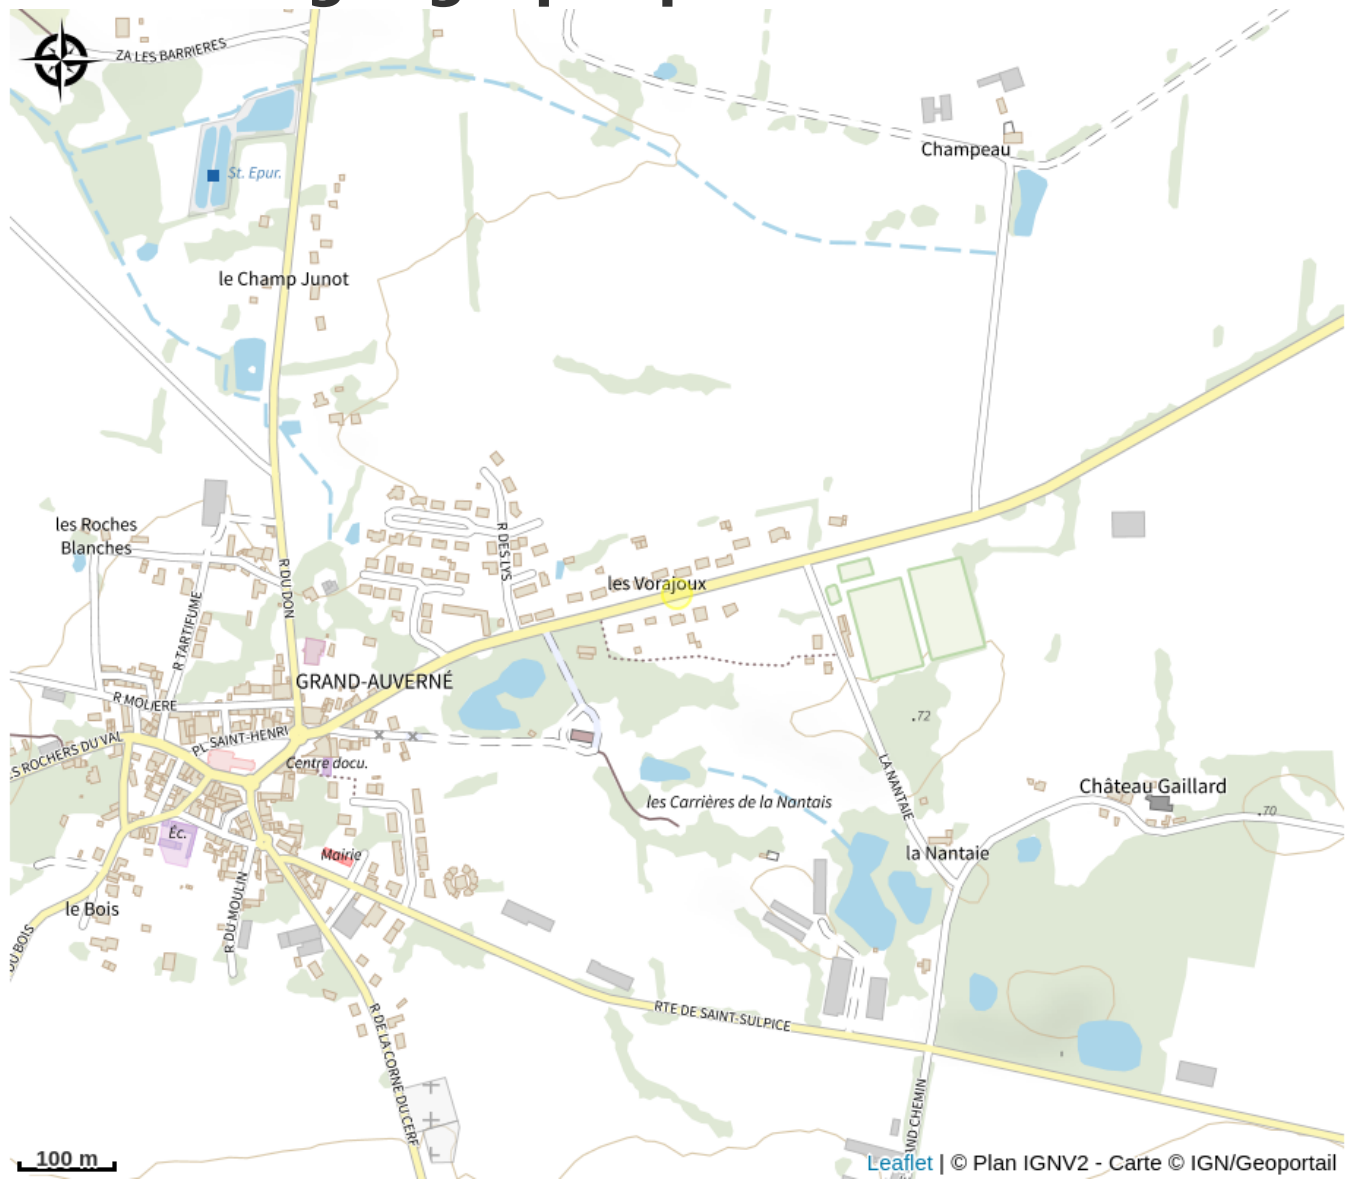 ZA LES BARRIERES
Champeau
St. Epur.
le Champ Junot
les Roches
Blanches
R DES LYS
R DU DON
les Vorajoux
R TARTIFUME
GRAND-AUVERNÉ
R MOLIERE
72
PL SAINT-HENRI
S ROCHERS DU VAL
Centre docu.
LA NANTAIE
Château Gaillard
les Carrières de la Nantais
70
Éc.
Mairie
la Nantaie
le Bois
R DU MOULIN
DU BOIS
RTE DE SAINT-SULPICE
R DE LA CORNE DU CERF
AND CHEMIN
100 m
Leaflet | © Plan IGNV2 - Carte © IGN/Geoportail